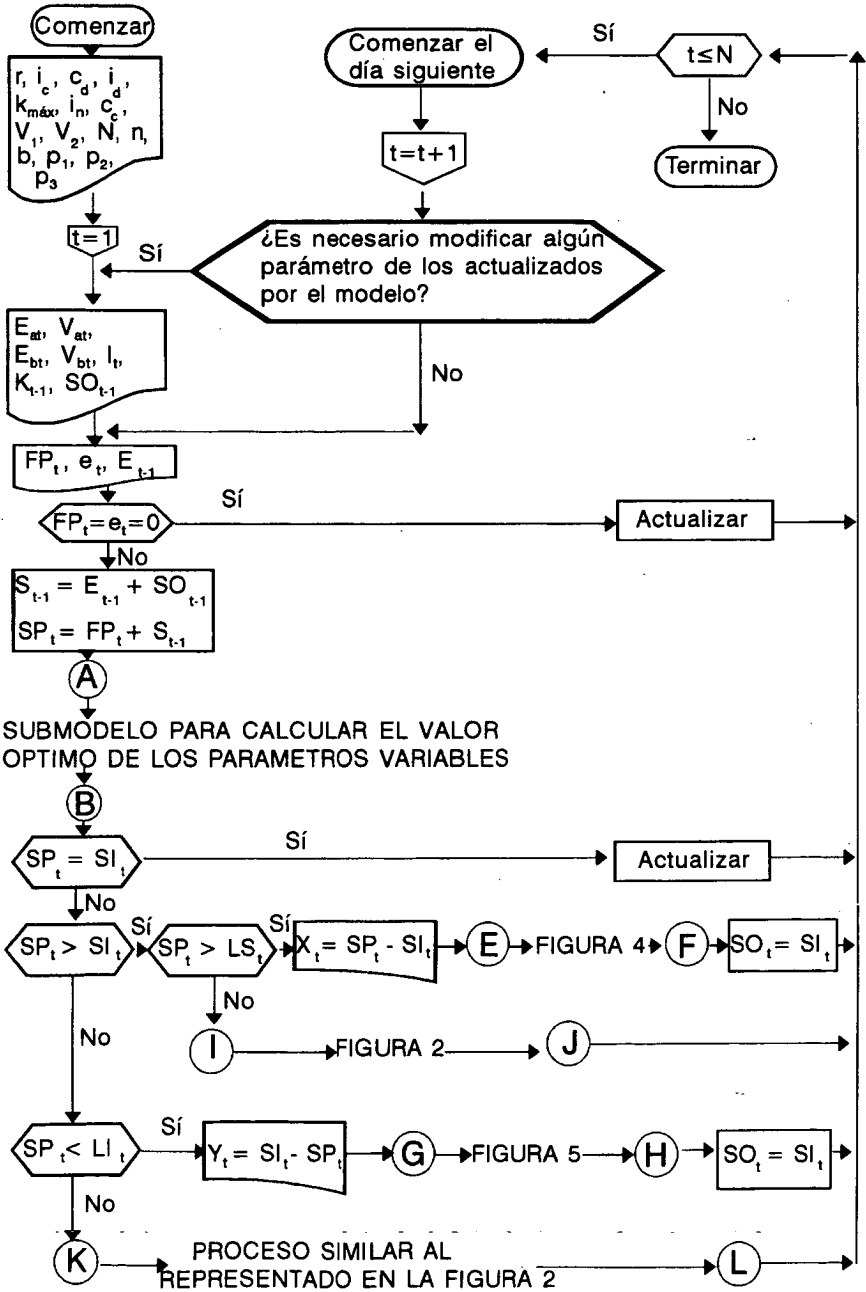 Comenzar
r, i_c, c_d, i_d,
k_máx, i_n, c_c,
V_1, V_2, N, n,
b, p_1, p_2,
p_3
t=1
Comenzar el
día siguiente
Sí
t≤N
No
Terminar
t=t+1
¿Es necesario modificar algún
parámetro de los actualizados
por el modelo?
Sí
No
E_at, V_at,
E_bt, V_bt, I_t,
K_t-1, SO_t-1
FP_t, e_t, E_t-1
FP_t=e_t=0
Sí
Actualizar
No
S_t-1 = E_t-1 + SO_t-1
SP_t = FP_t + S_t-1
A
SUBMODELO PARA CALCULAR EL VALOR
OPTIMO DE LOS PARAMETROS VARIABLES
B
SP_t = SI_t
Sí
Actualizar
No
SP_t > SI_t
Sí
SP_t > LS_t
Sí
X_t = SP_t - SI_t
E
FIGURA 4
F
SO_t = SI_t
No
No
I
FIGURA 2
J
SP_t < LI_t
Sí
Y_t = SI_t - SP_t
G
FIGURA 5
H
SO_t = SI_t
No
K
PROCESO SIMILAR AL
REPRESENTADO EN LA FIGURA 2
L